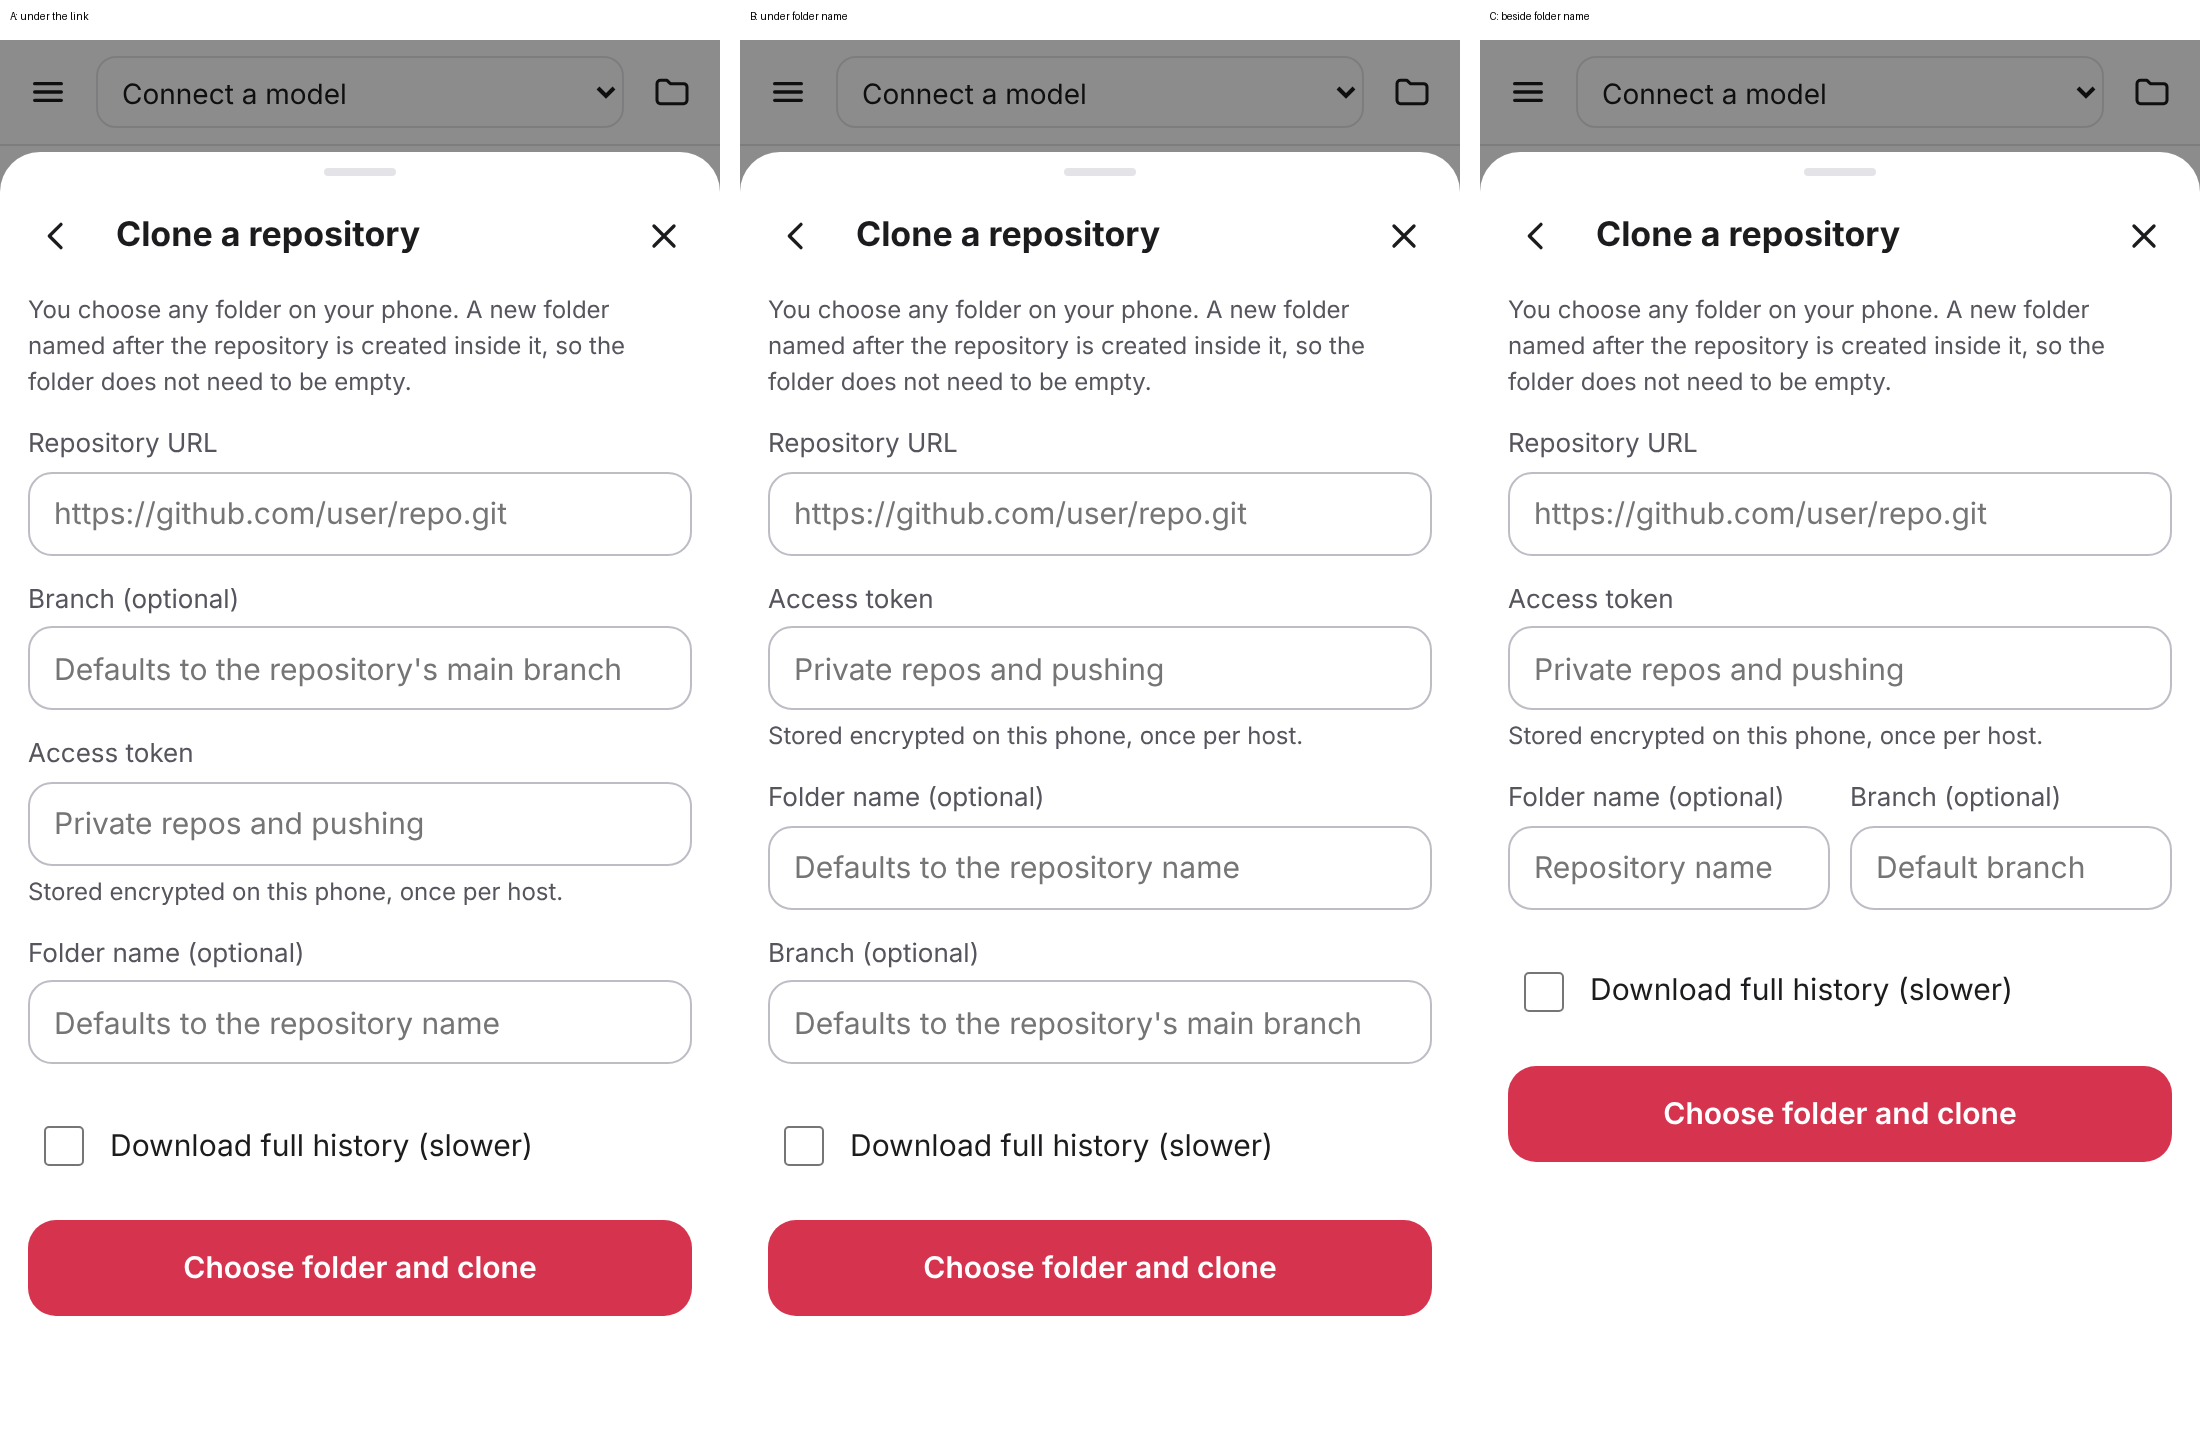 A: under the link
Connect a model
Clone a repository
You choose any folder on your phone. A new folder
named after the repository is created inside it, so the
folder does not need to be empty.
Repository URL
https://github.com/user/repo.git
Branch (optional)
Defaults to the repository's main branch
Access token
Private repos and pushing
Stored encrypted on this phone, once per host.
Folder name (optional)
Defaults to the repository name
Download full history (slower)
Choose folder and clone
B: under folder name
Connect a model
Clone a repository
You choose any folder on your phone. A new folder
named after the repository is created inside it, so the
folder does not need to be empty.
Repository URL
https://github.com/user/repo.git
Access token
Private repos and pushing
Stored encrypted on this phone, once per host.
Folder name (optional)
Defaults to the repository name
Branch (optional)
Defaults to the repository's main branch
Download full history (slower)
Choose folder and clone
C: beside folder name
Connect a model
Clone a repository
You choose any folder on your phone. A new folder
named after the repository is created inside it, so the
folder does not need to be empty.
Repository URL
https://github.com/user/repo.git
Access token
Private repos and pushing
Stored encrypted on this phone, once per host.
Folder name (optional)
Repository name
Branch (optional)
Default branch
Download full history (slower)
Choose folder and clone